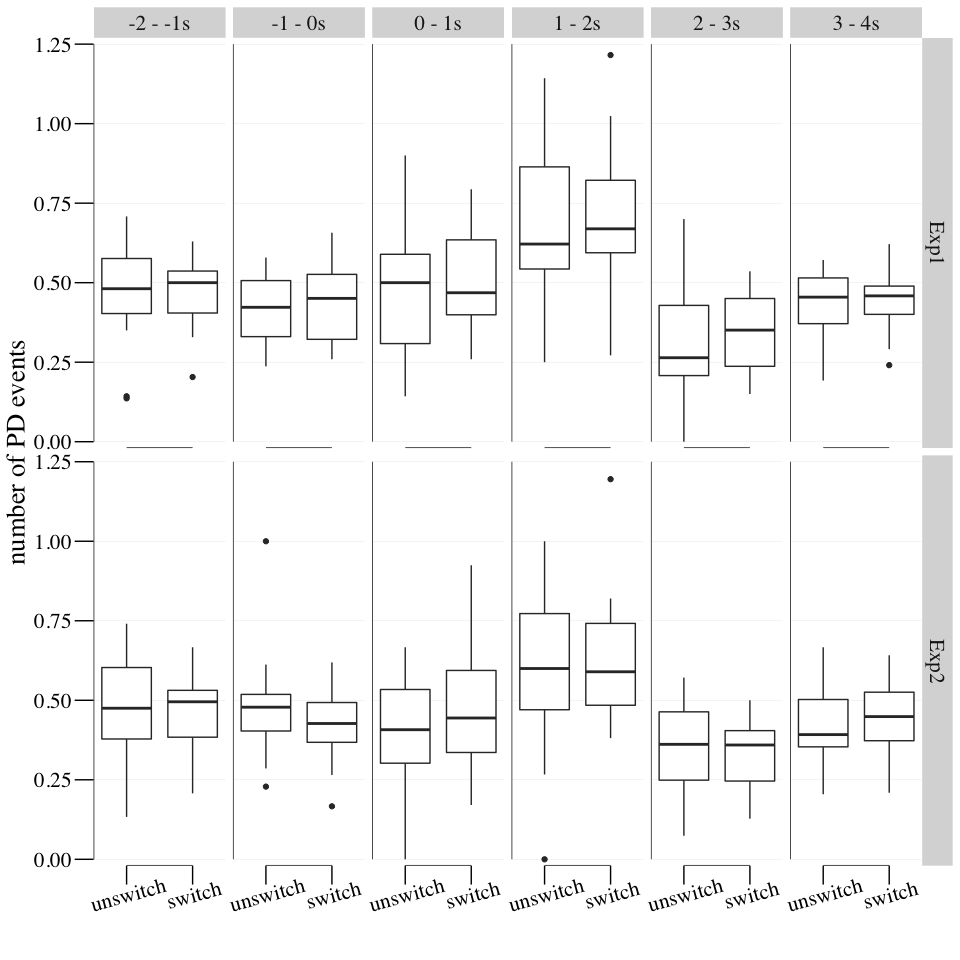 -2 - -1s -1 - 0s 0 - 1s 1 - 2s 2 - 3s 3 - 4s
1.25
1.00
0.75
0.50
0.25
0.00
Exp1
number of PD events
1.25
1.00
0.75
0.50
0.25
0.00
Exp2
unswitch switch unswitch switch unswitch switch unswitch switch unswitch switch unswitch switch